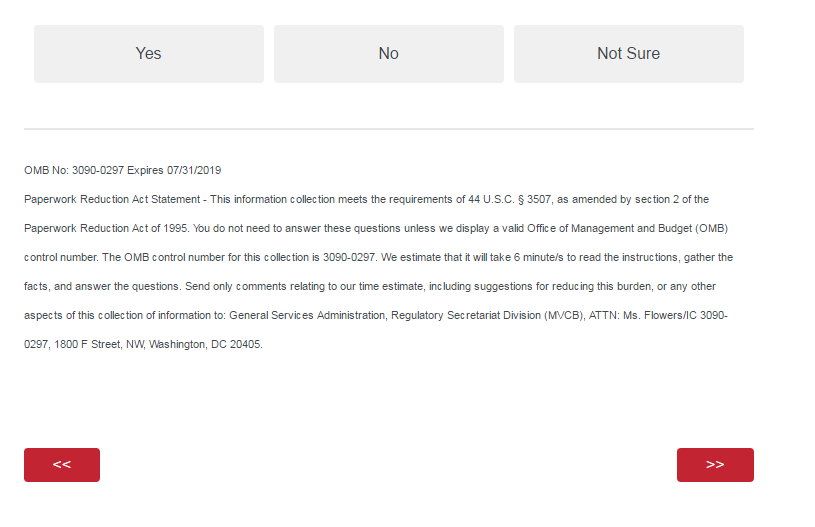 Yes
No
Not Sure
OMB No: 3090-0297 Expires 07/31/2019
Paperwork Reduction Act Statement - This information collection meets the requirements of 44 U.S.C. § 3507, as amended by section 2 of the
Paperwork Reduction Act of 1995. You do not need to answer these questions unless we display a valid Office of Management and Budget (OMB)
control number. The OMB control number for this collection is 3090-0297. We estimate that it will take 6 minute/s to read the instructions, gather the
facts, and answer the questions. Send only comments relating to our time estimate, including suggestions for reducing this burden, or any other
aspects of this collection of information to: General Services Administration, Regulatory Secretariat Division (MVCB), ATTN: Ms. Flowers/IC 3090-
0297, 1800 F Street, NW, Washington, DC 20405.
<<
>>